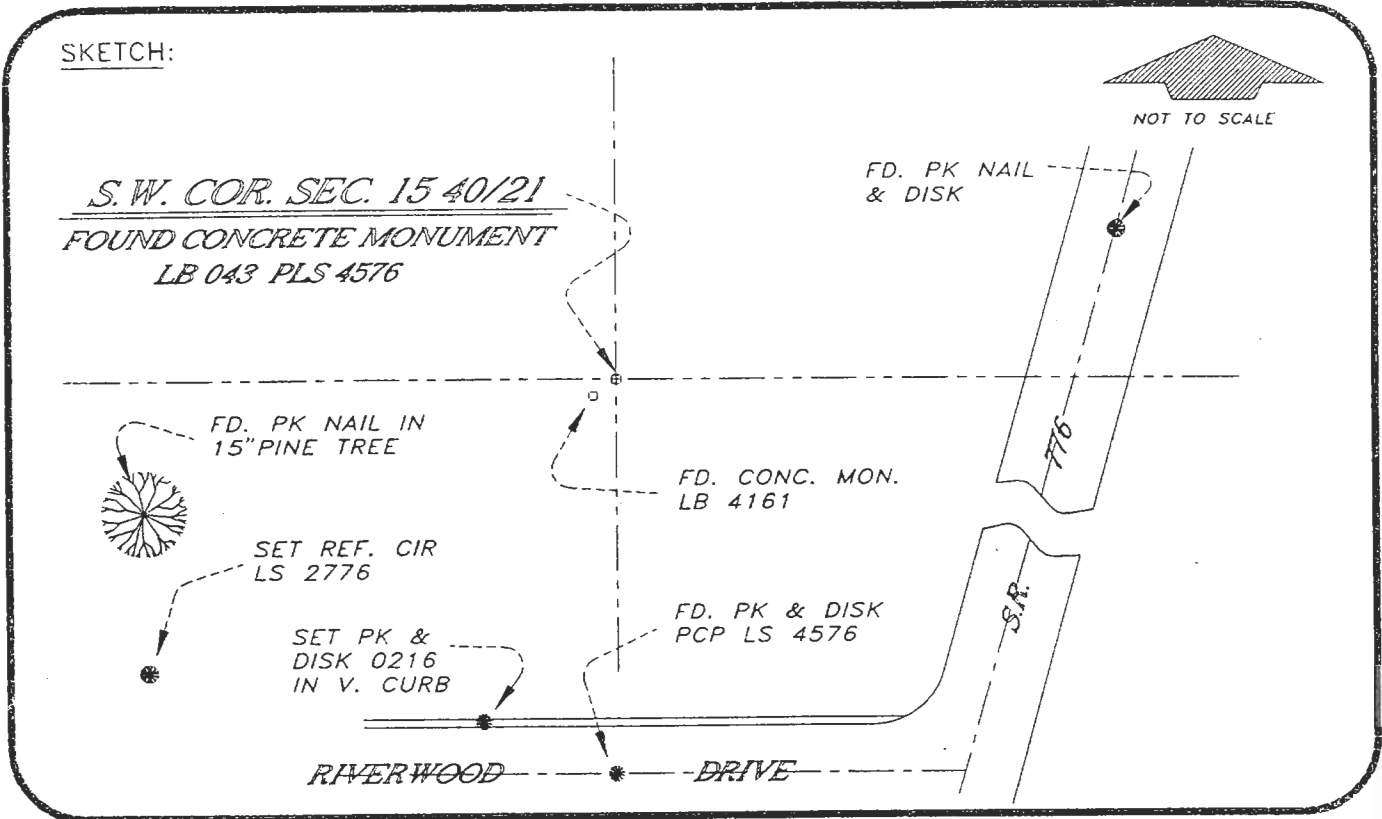 SKETCH:
NOT TO SCALE
FD. PK NAIL
& DISK
S.W. COR. SEC. 15 40/21
FOUND CONCRETE MONUMENT
LB 043 PLS 4576
FD. PK NAIL IN
15" PINE TREE
776
FD. CONC. MON.
LB 4161
SET REF. CIR
LS 2776
FD. PK & DISK
PCP LS 4576
S.R.
SET PK &
DISK 0216
IN V. CURB
RIVERWOOD DRIVE